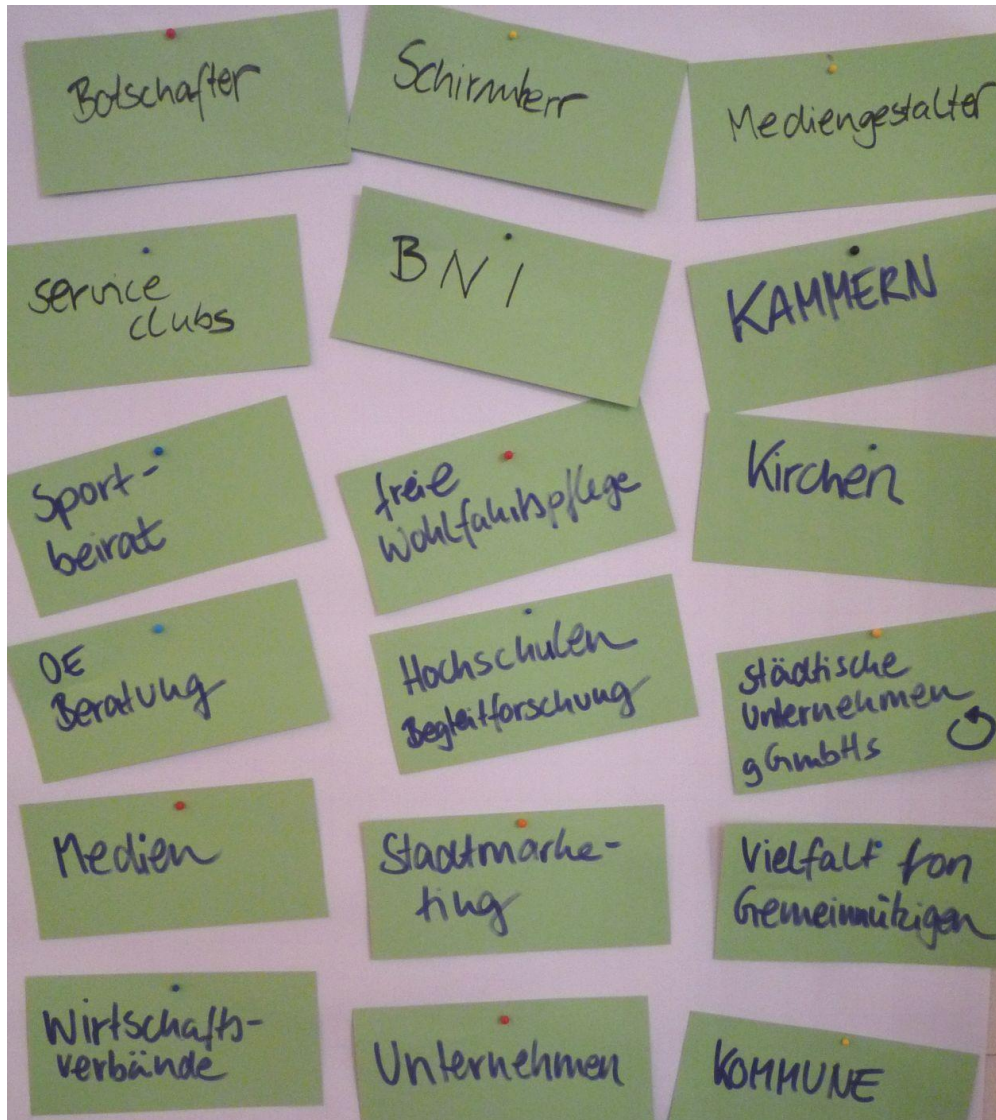 Botschafter
Schirmherr
Mediengestalter
service
clubs
BNI
KAMMERN
Sport-
beirat
freie
Wohlfahrtspflege
Kirchen
OE
Beratung
Hochschulen
Begleitforschung
städtische
Unternehmen
gGmbHs
Medien
Stadtmarke-
ting
Vielfalt fon
Gemeinnützigen
Wirtschafts-
verbände
Unternehmen
KOMMUNE